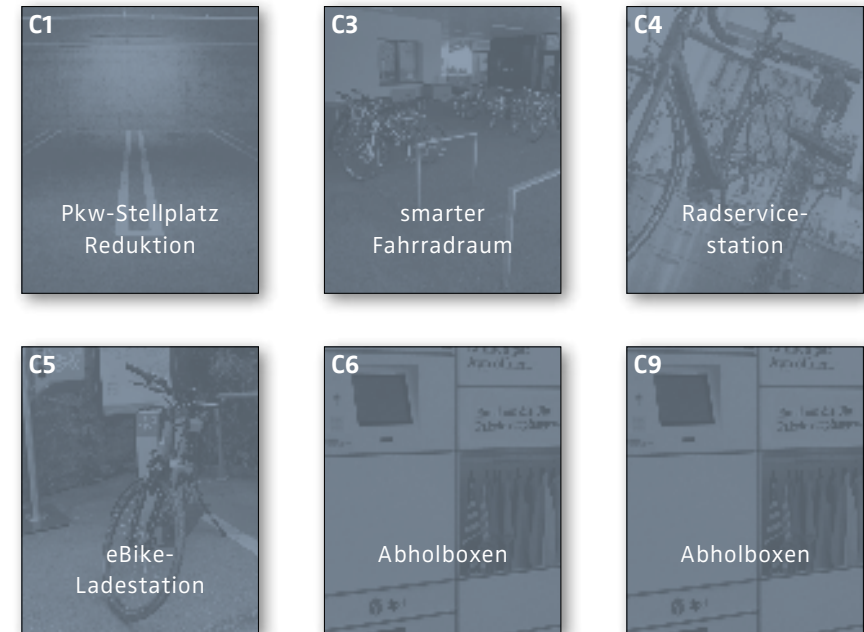 C1
Pkw-Stellplatz
Reduktion
C3
smarter
Fahrradraum
C4
Radservice-
station
C5
eBike-
Ladestation
C6
Abholboxen
C9
Abholboxen